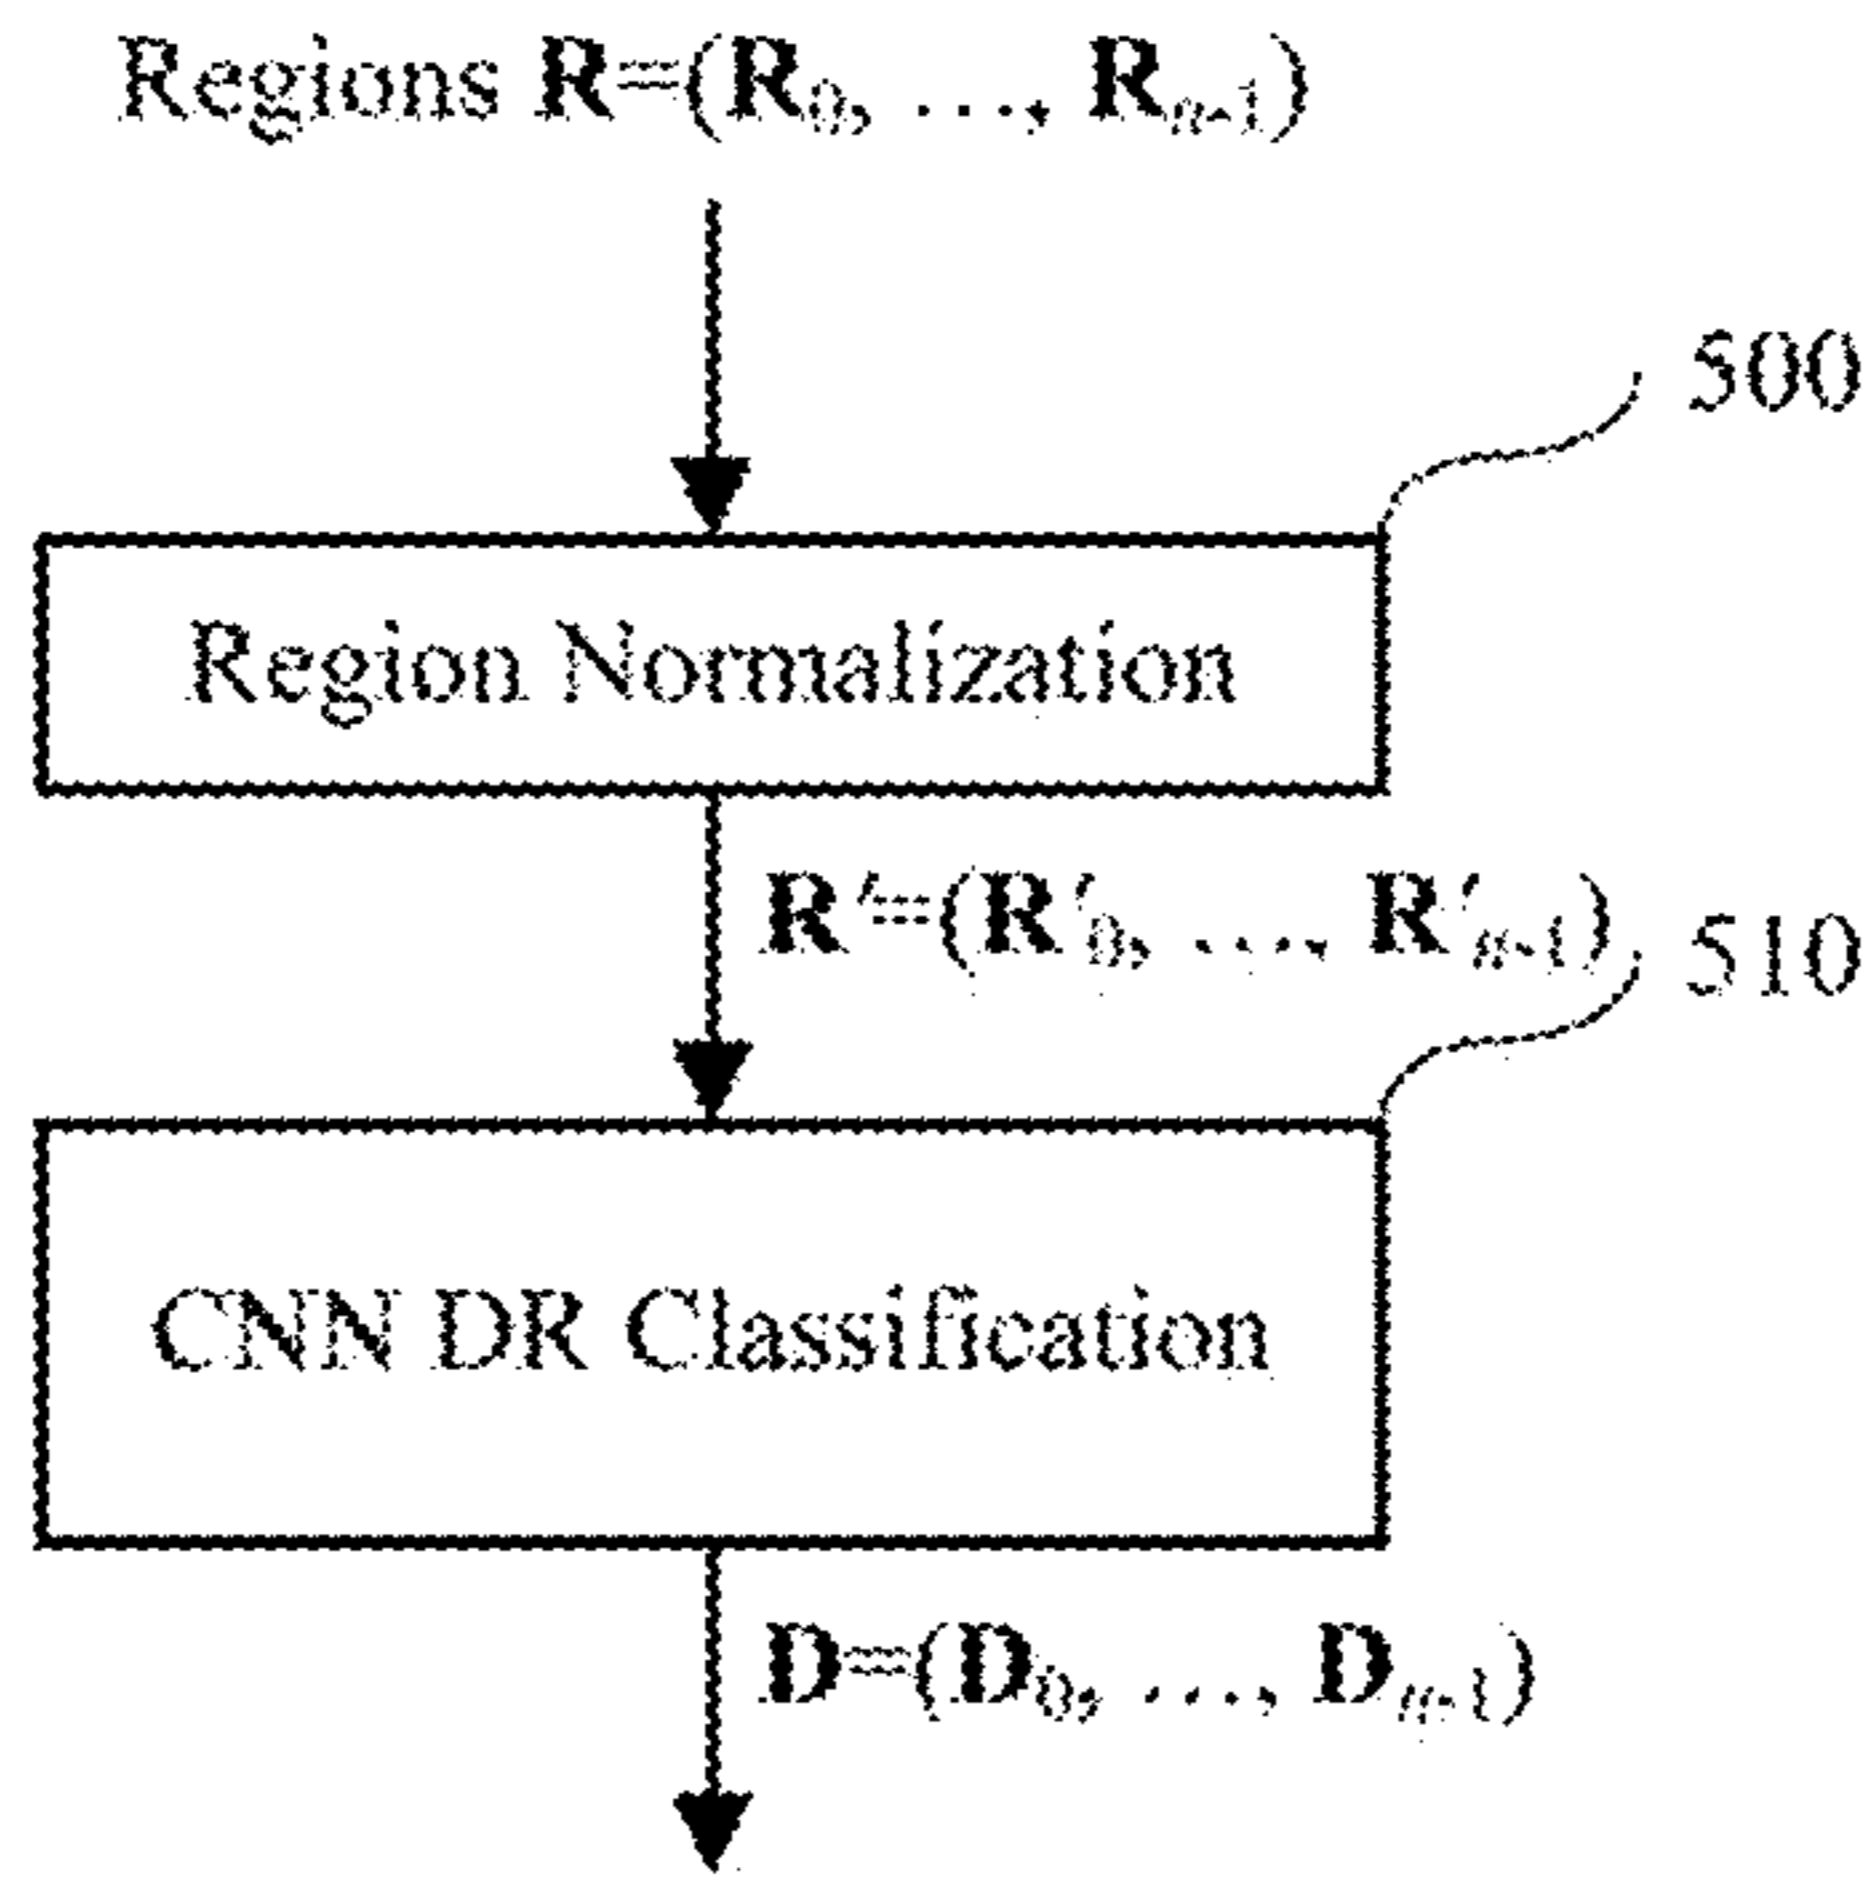 Regions R=(R₀, ..., Rₙ₋₁)
500
Region Normalization
R′=(R′₀, ..., R′ₙ₋₁)
510
CNN DR Classification
D=(D₀, ..., Dₙ₋₁)